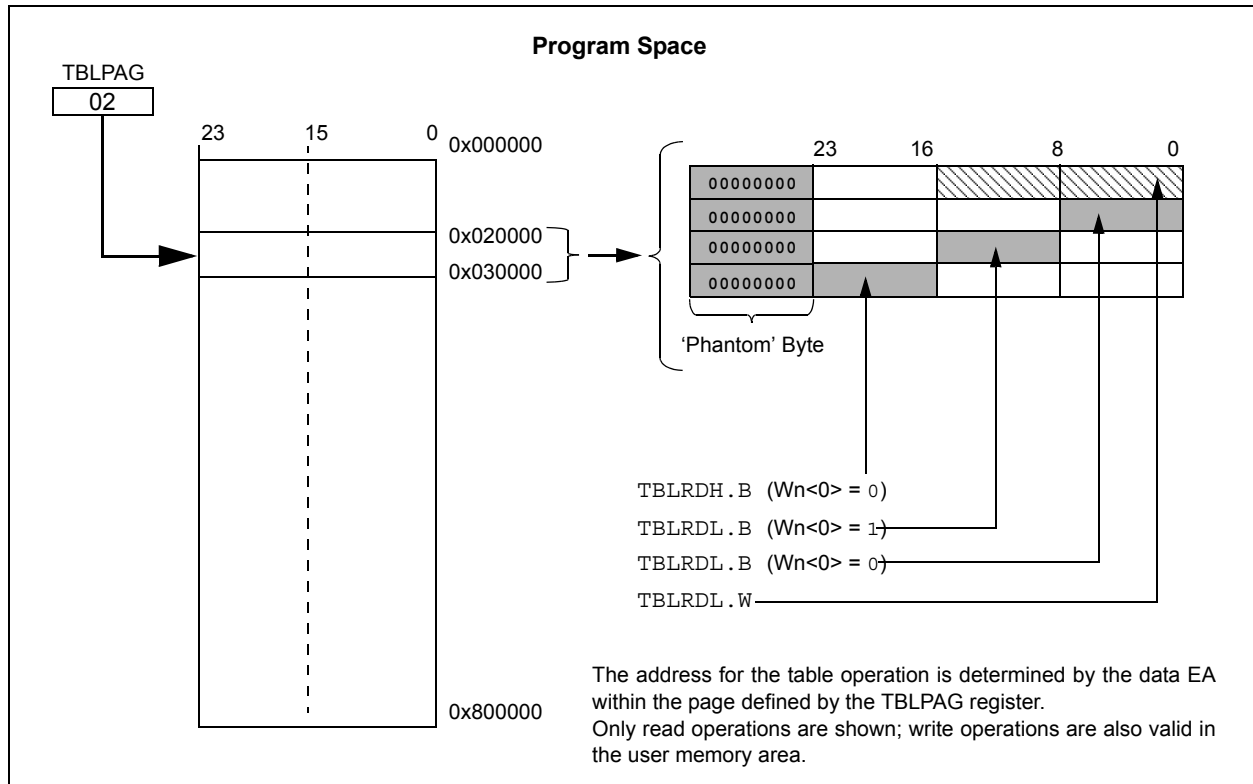 Program Space
TBLPAG
02
23 15 0
0x000000
0x020000
0x030000
0x800000
23 16 8 0
00000000
00000000
00000000
00000000
‘Phantom’ Byte
TBLRDH.B (Wn<0> = 0)
TBLRDL.B (Wn<0> = 1)
TBLRDL.B (Wn<0> = 0)
TBLRDL.W
The address for the table operation is determined by the data EA
within the page defined by the TBLPAG register.
Only read operations are shown; write operations are also valid in
the user memory area.